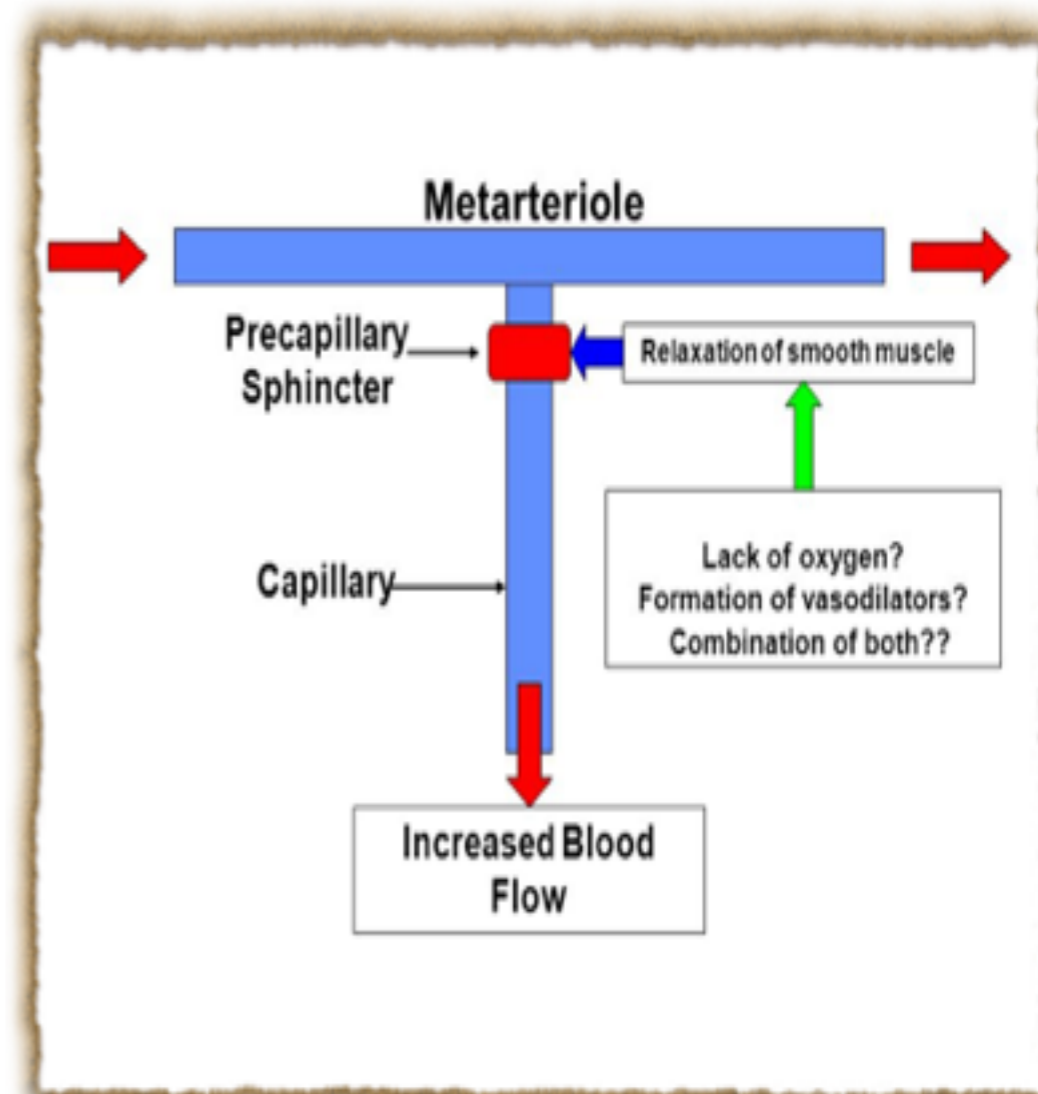 Metarteriole
Precapillary
Sphincter
Relaxation of smooth muscle
Capillary
Lack of oxygen?
Formation of vasodilators?
Combination of both??
Increased Blood
Flow